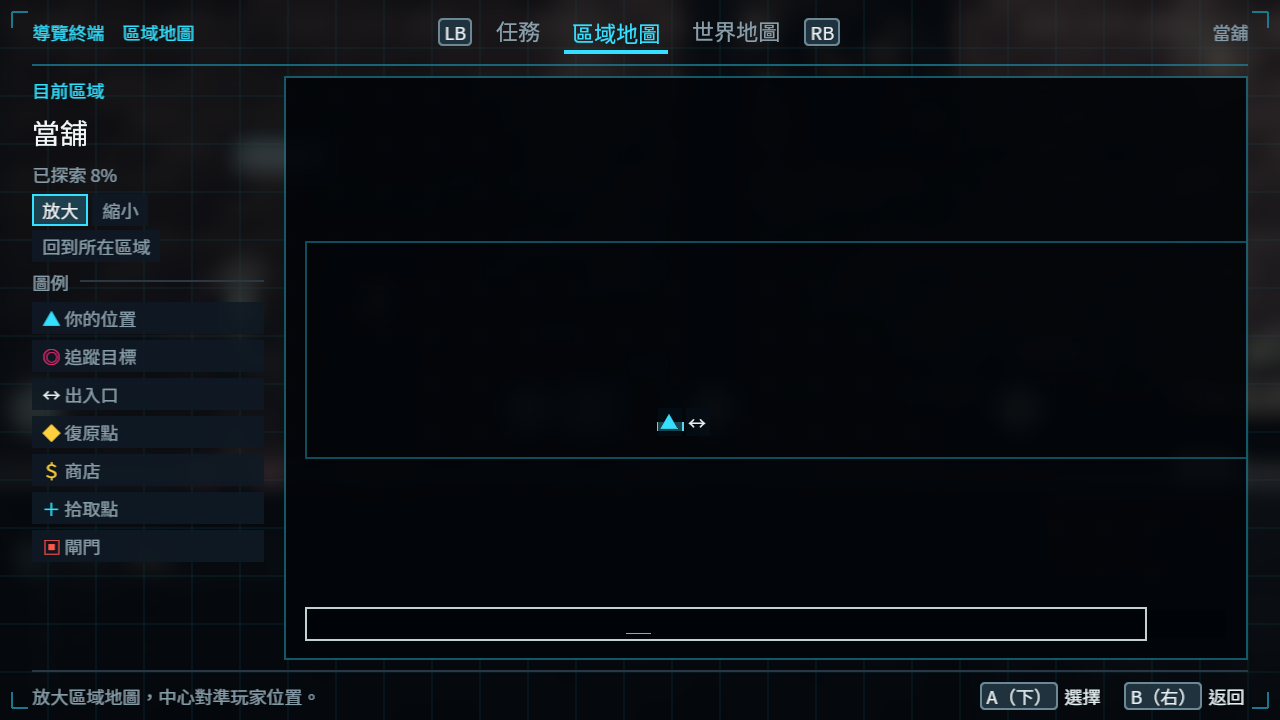 導覽終端 區域地圖
LB 任務 區域地圖 世界地圖 RB
當舖
目前區域
當舖
已探索 8%
放大 縮小
回到所在區域
圖例
你的位置
追蹤目標
出入口
復原點
商店
拾取點
閘門
放大區域地圖，中心對準玩家位置。
A（下） 選擇 B（右） 返回